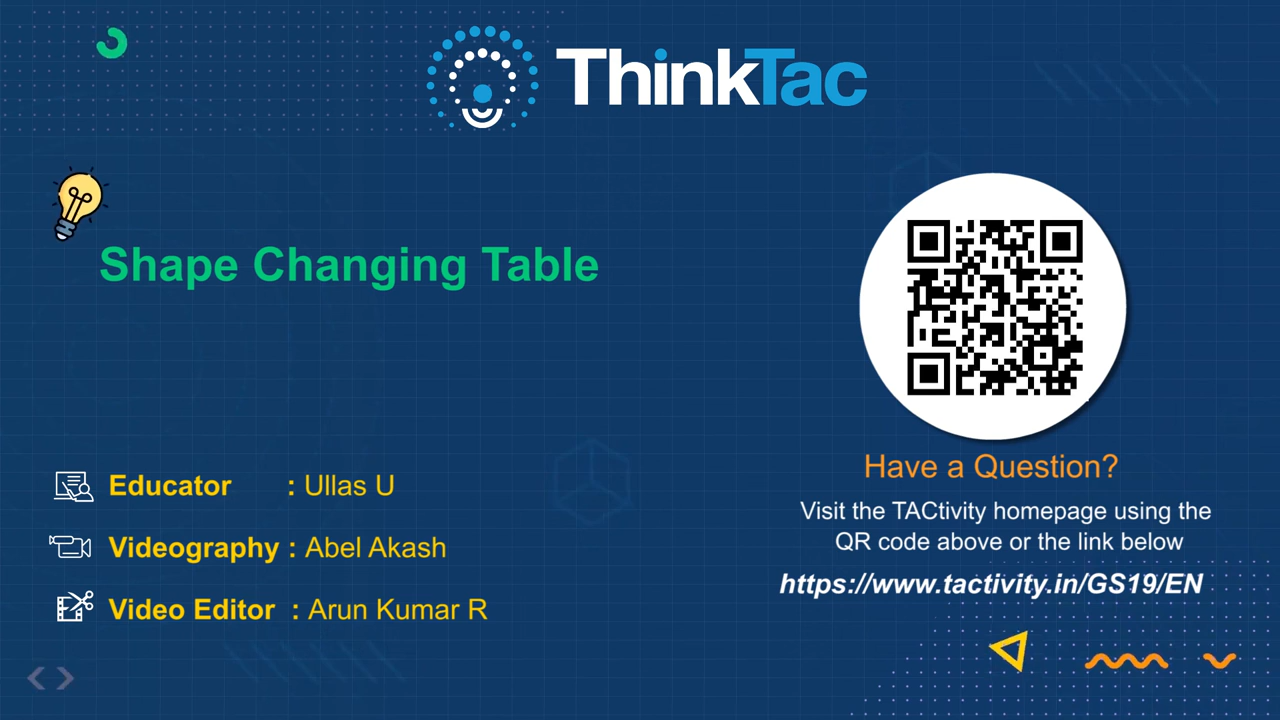 ThinkTac
Shape Changing Table
Educator : Ullas U
Videography : Abel Akash
Video Editor : Arun Kumar R
Have a Question?
Visit the TACtivity homepage using the
QR code above or the link below
https://www.tactivity.in/GS19/EN